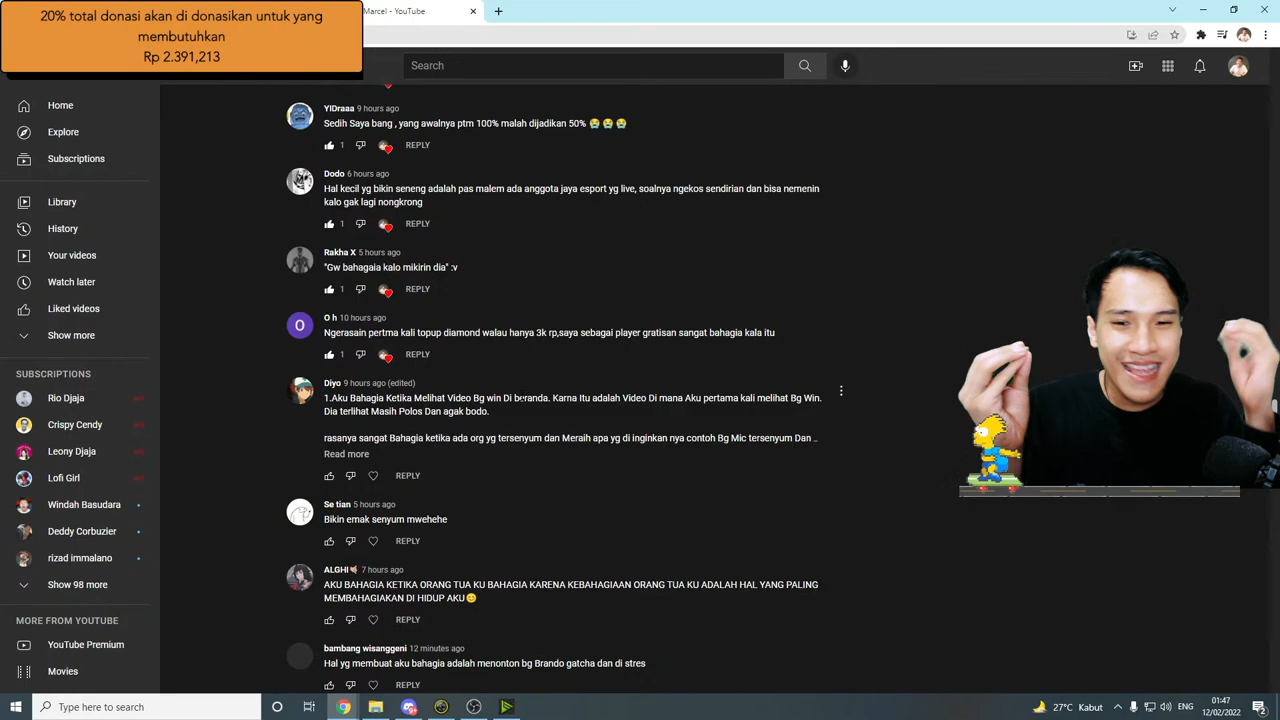 20% total donasi akan di donasikan untuk yang
membutuhkan
Rp 2.391,213
Marcel - YouTube
Search
Home
Explore
Subscriptions
Library
History
Your videos
Watch later
Liked videos
Show more
SUBSCRIPTIONS
Rio Djaja
Crispy Cendy
Leony Djaja
Lofi Girl
Windah Basudara
Deddy Corbuzier
rizad immalano
Show 98 more
MORE FROM YOUTUBE
YouTube Premium
Movies
YIDraaa 9 hours ago
Sedih Saya bang , yang awalnya ptm 100% malah dijadikan 50% 😭 😭 😭
1 REPLY
Dodo 6 hours ago
Hal kecil yg bikin seneng adalah pas malem ada anggota jaya esport yg live, soalnya ngekos sendirian dan bisa nemenin
kalo gak lagi nongkrong
1 REPLY
Rakha X 5 hours ago
"Gw bahagaia kalo mikirin dia" :v
1 REPLY
O
O h 10 hours ago
Ngerasain pertma kali topup diamond walau hanya 3k rp,saya sebagai player gratisan sangat bahagia kala itu
1 REPLY
Diyo 9 hours ago (edited)
1.Aku Bahagia Ketika Melihat Video Bg win Di beranda. Karna Itu adalah Video Di mana Aku pertama kali melihat Bg Win.
Dia terlihat Masih Polos Dan agak bodo.
rasanya sangat Bahagia ketika ada org yg tersenyum dan Meraih apa yg di inginkan nya contoh Bg Mic tersenyum Dan ..
Read more
REPLY
Se tian 5 hours ago
Bikin emak senyum mwehehe
REPLY
ALGHI 7 hours ago
AKU BAHAGIA KETIKA ORANG TUA KU BAHAGIA KARENA KEBAHAGIAAN ORANG TUA KU ADALAH HAL YANG PALING
MEMBAHAGIAKAN DI HIDUP AKU😊
REPLY
bambang wisanggeni 12 minutes ago
Hal yg membuat aku bahagia adalah menonton bg Brando gatcha dan di stres
REPLY
Type here to search
27°C Kabut
ENG
01:47
12/02/2022
2